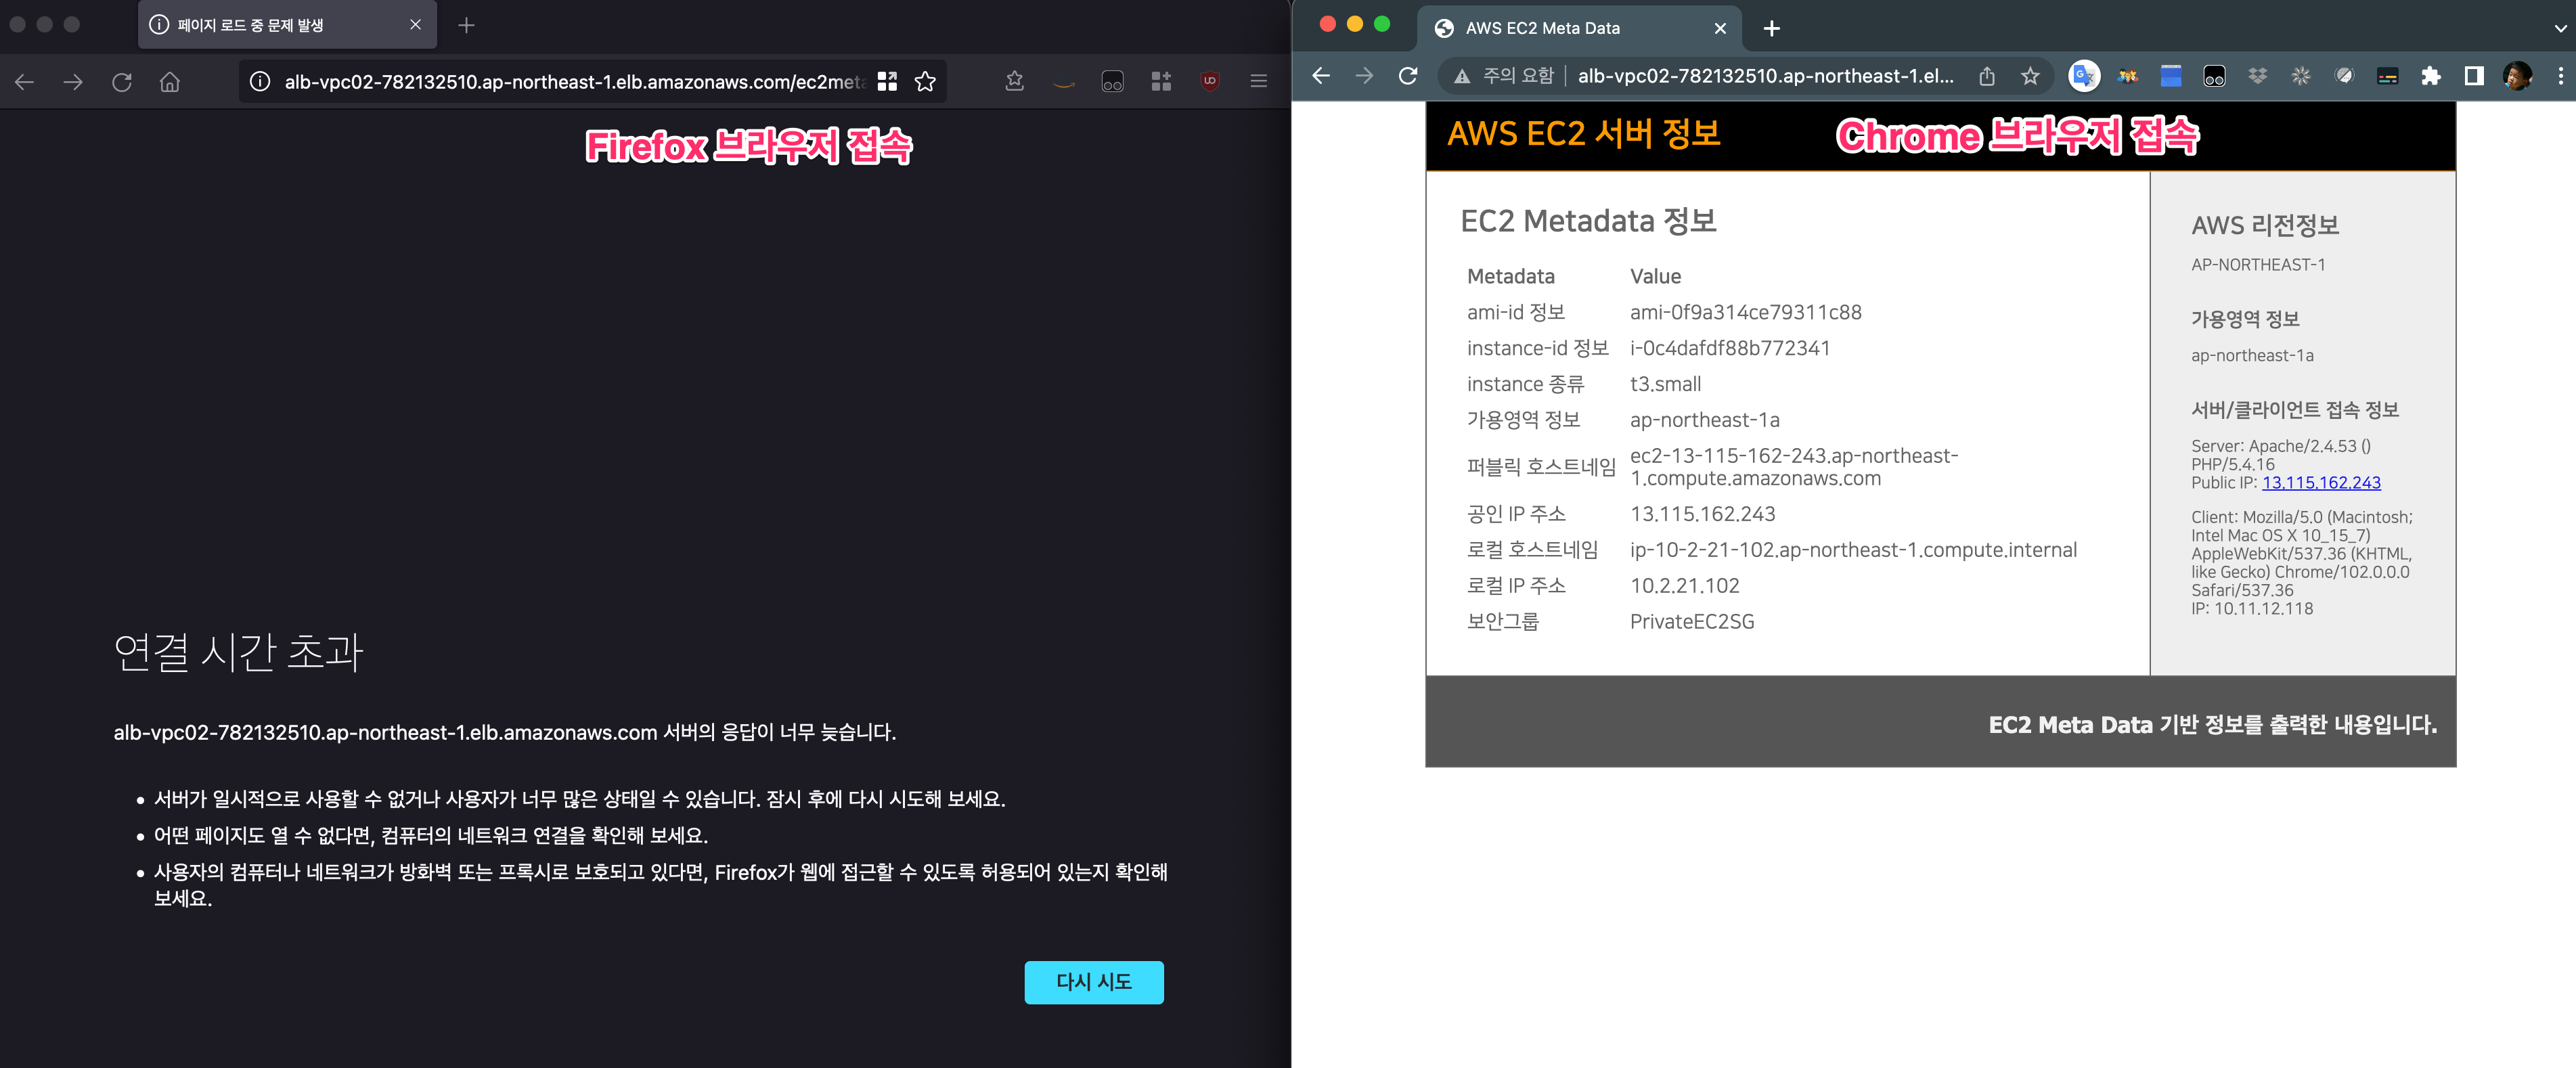 페이지 로드 중 문제 발생
alb-vpc02-782132510.ap-northeast-1.elb.amazonaws.com/ec2meta
Firefox 브라우저 접속
연결 시간 초과
alb-vpc02-782132510.ap-northeast-1.elb.amazonaws.com 서버의 응답이 너무 늦습니다.
서버가 일시적으로 사용할 수 없거나 사용자가 너무 많은 상태일 수 있습니다. 잠시 후에 다시 시도해 보세요.
어떤 페이지도 열 수 없다면, 컴퓨터의 네트워크 연결을 확인해 보세요.
사용자의 컴퓨터나 네트워크가 방화벽 또는 프록시로 보호되고 있다면, Firefox가 웹에 접근할 수 있도록 허용되어 있는지 확인해
보세요.
다시 시도
AWS EC2 Meta Data
주의 요함 alb-vpc02-782132510.ap-northeast-1.el...
AWS EC2 서버 정보
Chrome 브라우저 접속
EC2 Metadata 정보
Metadata Value
ami-id 정보 ami-0f9a314ce79311c88
instance-id 정보 i-0c4dafdf88b772341
instance 종류 t3.small
가용영역 정보 ap-northeast-1a
퍼블릭 호스트네임 ec2-13-115-162-243.ap-northeast-
1.compute.amazonaws.com
공인 IP 주소 13.115.162.243
로컬 호스트네임 ip-10-2-21-102.ap-northeast-1.compute.internal
로컬 IP 주소 10.2.21.102
보안그룹 PrivateEC2SG
AWS 리전정보
AP-NORTHEAST-1
가용영역 정보
ap-northeast-1a
서버/클라이언트 접속 정보
Server: Apache/2.4.53 ()
PHP/5.4.16
Public IP: 13.115.162.243
Client: Mozilla/5.0 (Macintosh;
Intel Mac OS X 10_15_7)
AppleWebKit/537.36 (KHTML,
like Gecko) Chrome/102.0.0.0
Safari/537.36
IP: 10.11.12.118
EC2 Meta Data 기반 정보를 출력한 내용입니다.